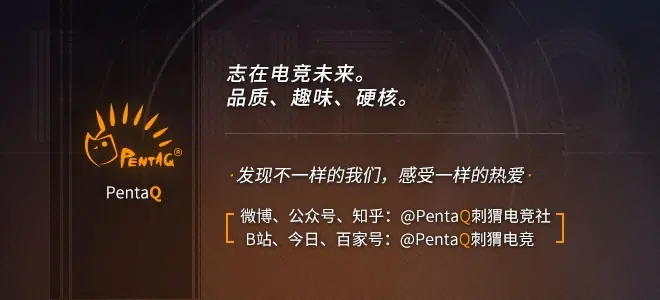 志在电竞未来。
品质、趣味、硬核。
PENTAQ®
PentaQ
·发现不一样的我们，感受一样的热爱·
微博、公众号、知乎：@PentaQ刺猬电竞社
B站、今日、百家号：@PentaQ刺猬电竞